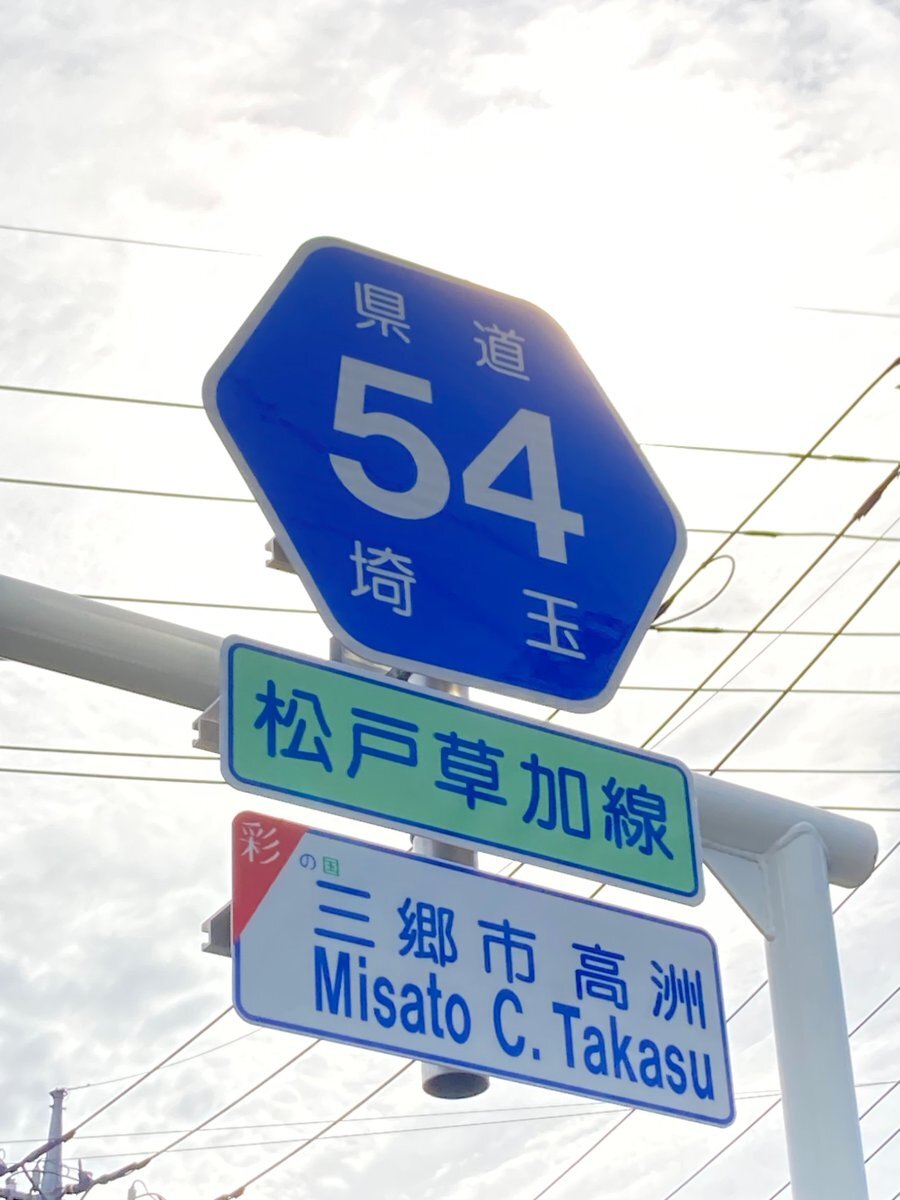 県道
54
埼玉
松戸草加線
彩の国
三郷市高洲
Misato C. Takasu